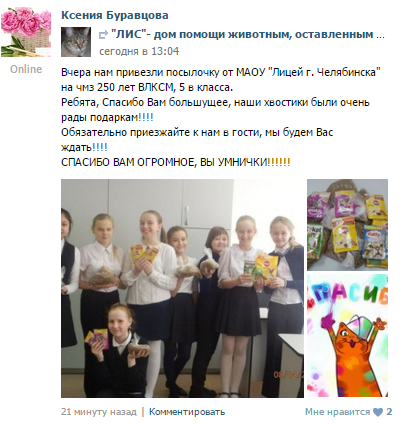 Ксения Буравцова
"ЛИС"- дом помощи животным, оставленным ...
Online
сегодня в 13:04
Вчера нам привезли посылочку от МАОУ "Лицей г. Челябинска"
на чмз 250 лет ВЛКСМ, 5 в класса.
Ребята, Спасибо Вам большущее, наши хвостики были очень
рады подаркам!!!!
Обязательно приезжайте к нам в гости, мы будем Вас
ждать!!!!
СПАСИБО ВАМ ОГРОМНОЕ, ВЫ УМНИЧКИ!!!!!!
21 минуту назад | Комментировать
Мне нравится 2